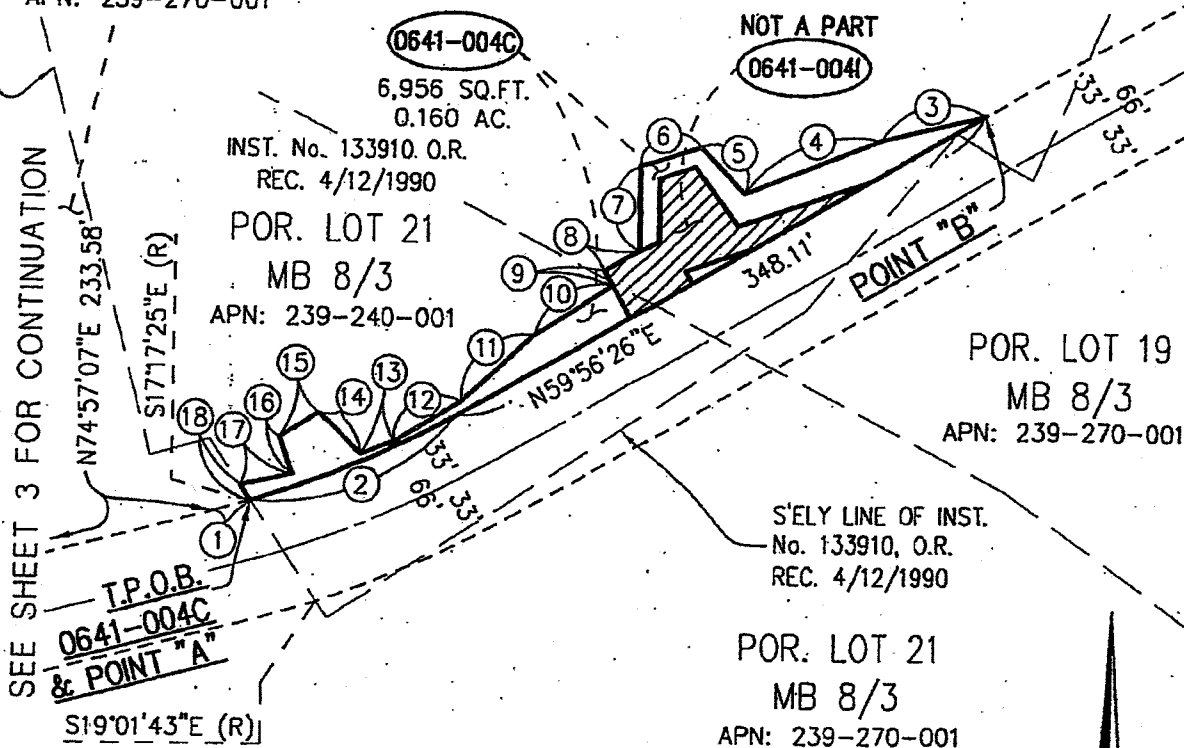 APN: 239-270-001
0641-004C
6,956 SQ.FT.
0.160 AC.
NOT A PART
0641-004I
INST. No. 133910. O.R.
REC. 4/12/1990
POR. LOT 21
MB 8/3
APN: 239-240-001
SEE SHEET 3 FOR CONTINUATION
N74°57'07"E 233.58'
S17°17'25"E (R)
3
4
5
6
7
8
9
10
11
12
13
14
15
16
17
18
1
2
33'
66'
33'
348.11'
N59°56'26"E
POINT "B"
33'
33'
66'
POR. LOT 19
MB 8/3
APN: 239-270-001
S'ELY LINE OF INST.
No. 133910, O.R.
REC. 4/12/1990
T.P.O.B.
0641-004C
& POINT "A"
S19°01'43"E (R)
POR. LOT 21
MB 8/3
APN: 239-270-001